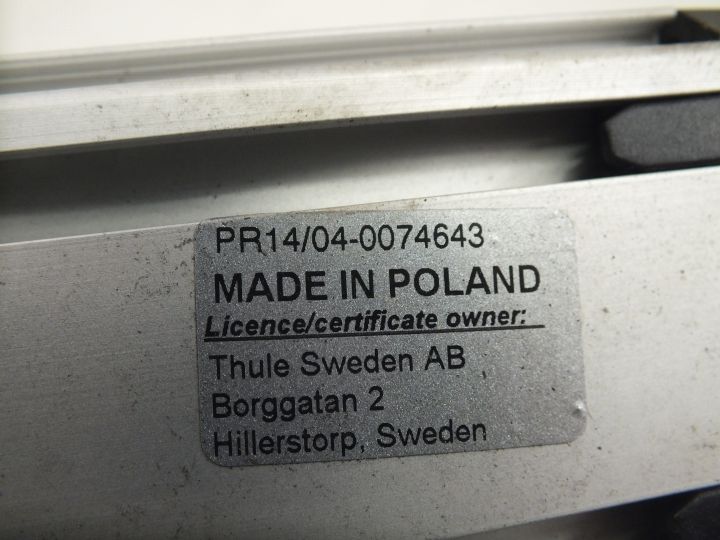 PR14/04-0074643
MADE IN POLAND
Licence/certificate owner:
Thule Sweden AB
Borggatan 2
Hillerstorp, Sweden